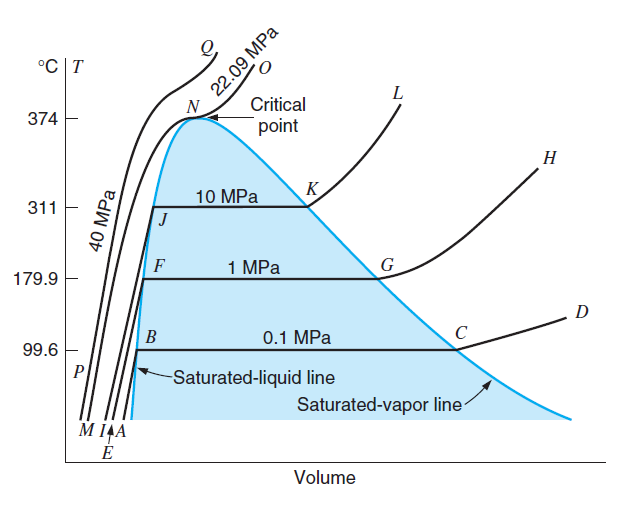 °C T
Q
22.09 MPa
O
L
N
Critical
point
374
H
40 MPa
K
10 MPa
311
J
F
1 MPa
G
179.9
D
B
0.1 MPa
C
99.6
P
Saturated-liquid line
Saturated-vapor line
M I A
E
Volume